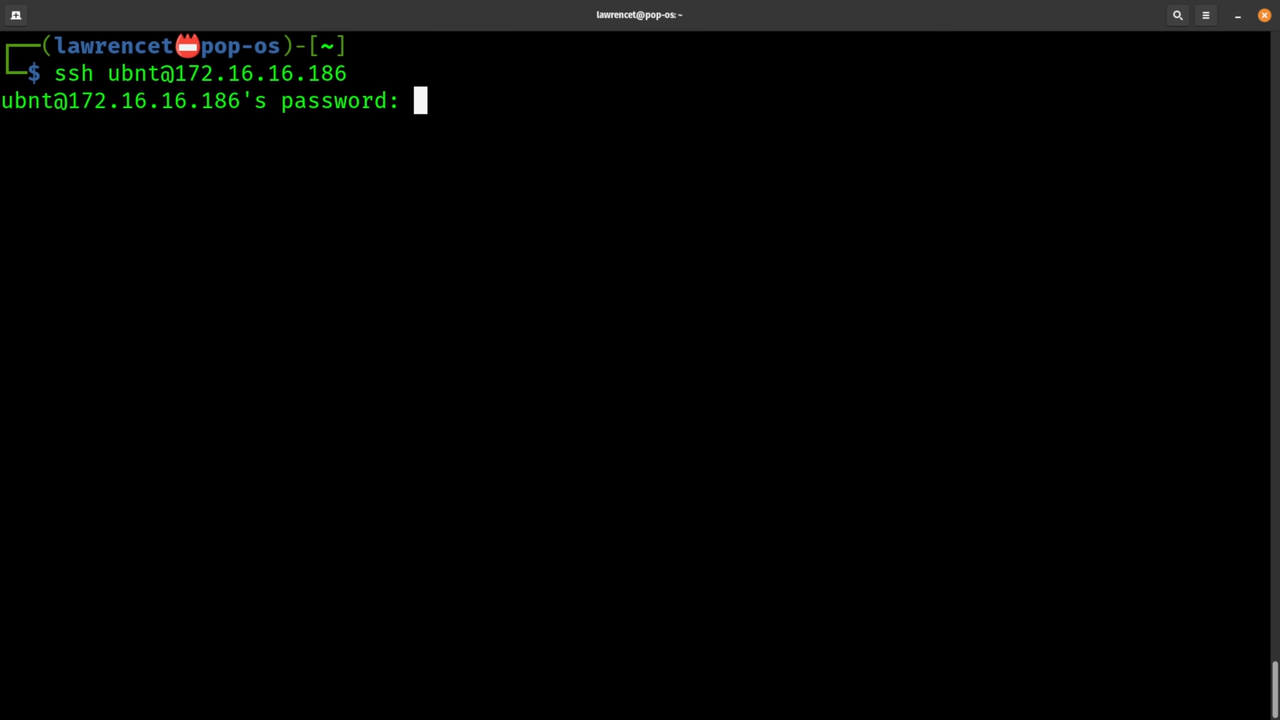 lawrencet@pop-os: ~
┌──(lawrencet📛pop-os)-[~]
└─$ ssh ubnt@172.16.16.186
ubnt@172.16.16.186's password: